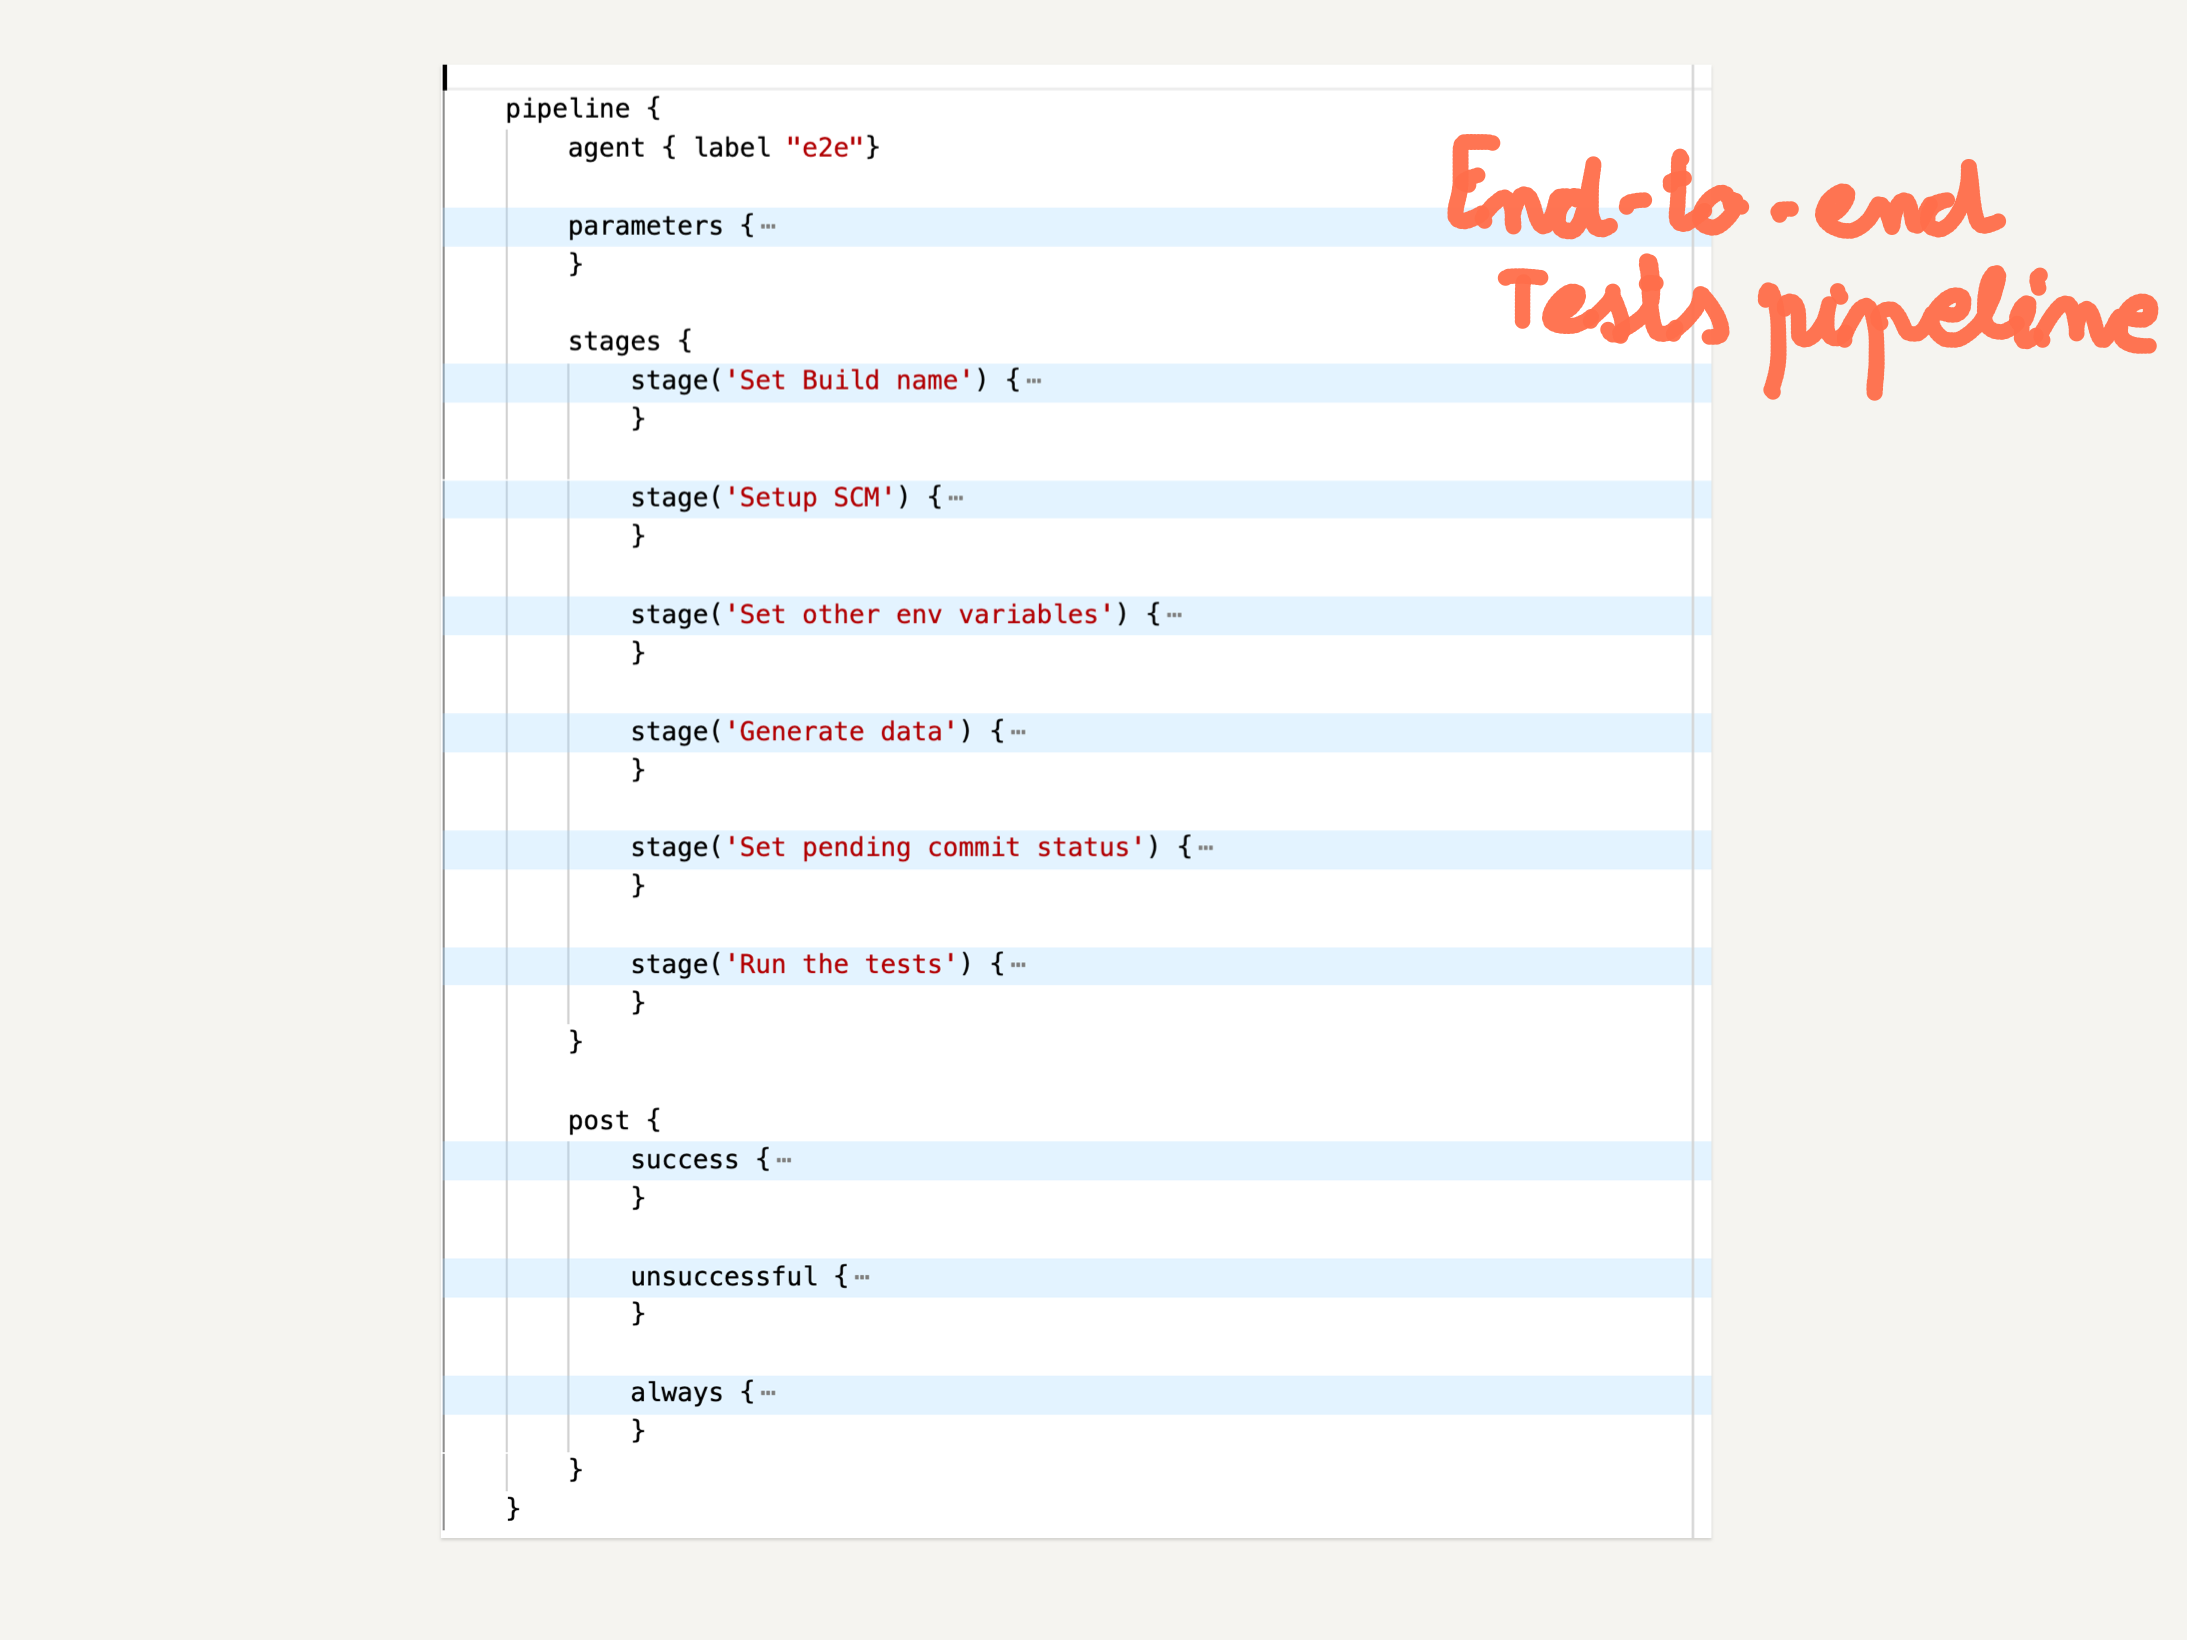 pipeline {
agent { label "e2e"}
End-to-end
Tests pipeline
parameters {…
}
stages {
stage('Set Build name') {…
}
stage('Setup SCM') {…
}
stage('Set other env variables') {…
}
stage('Generate data') {…
}
stage('Set pending commit status') {…
}
stage('Run the tests') {…
}
}
post {
success {…
}
unsuccessful {…
}
always {…
}
}
}